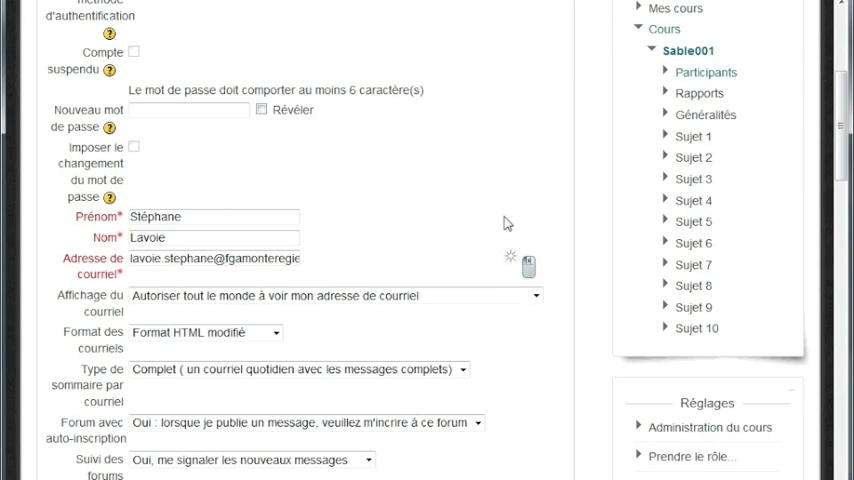 méthode
d'authentification
Compte
suspendu
Le mot de passe doit comporter au moins 6 caractère(s)
Nouveau mot
de passe
Révéler
Imposer le
changement
du mot de
passe
Prénom* Stéphane
Nom* Lavoie
Adresse de
courriel*
lavoie.stephane@fgamonteregie
Affichage du
courriel
Autoriser tout le monde à voir mon adresse de courriel
Format des
courriels
Format HTML modifié
Type de
sommaire par
courriel
Complet ( un courriel quotidien avec les messages complets)
Forum avec
auto-inscription
Oui : lorsque je publie un message, veuillez m'incrire à ce forum
Suivi des
forums
Oui, me signaler les nouveaux messages
Mes cours
Cours
Sable001
Participants
Rapports
Généralités
Sujet 1
Sujet 2
Sujet 3
Sujet 4
Sujet 5
Sujet 6
Sujet 7
Sujet 8
Sujet 9
Sujet 10
Réglages
Administration du cours
Prendre le rôle...